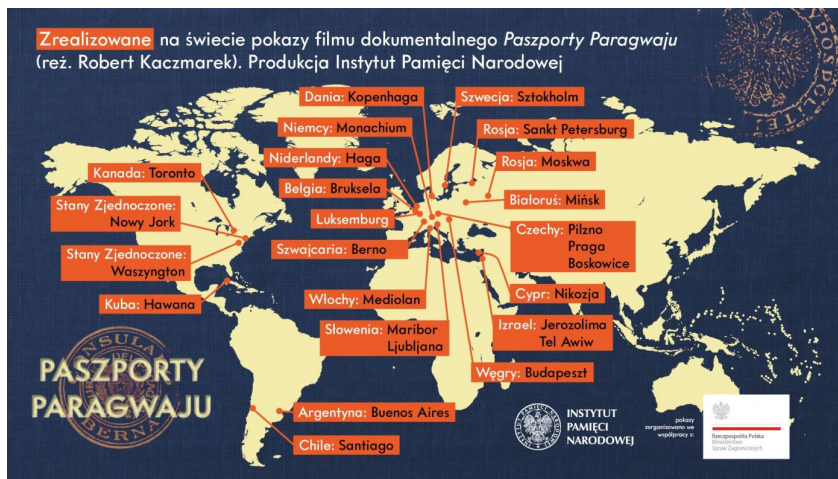 Zrealizowane na świecie pokazy filmu dokumentalnego Paszporty Paragwaju
(reż. Robert Kaczmarek). Produkcja Instytut Pamięci Narodowej
Dania: Kopenhaga
Szwecja: Sztokholm
Niemcy: Monachium
Rosja: Sankt Petersburg
Niderlandy: Haga
Rosja: Moskwa
Kanada: Toronto
Belgia: Bruksela
Białoruś: Mińsk
Stany Zjednoczone:
Nowy Jork
Luksemburg
Czechy: Pilzno
Praga
Boskowice
Szwajcaria: Berno
Stany Zjednoczone:
Waszyngton
Kuba: Hawana
Włochy: Mediolan
Cypr: Nikozja
Słowenia: Maribor
Ljubljana
Izrael: Jerozolima
Tel Awiw
Węgry: Budapeszt
PASZPORTY
PARAGWAJU
Argentyna: Buenos Aires
Chile: Santiago
INSTYTUT
PAMIĘCI
NARODOWEJ
pokazy
zorganizowano we
współpracy z:
Rzeczpospolita Polska
Ministerstwo
Spraw Zagranicznych